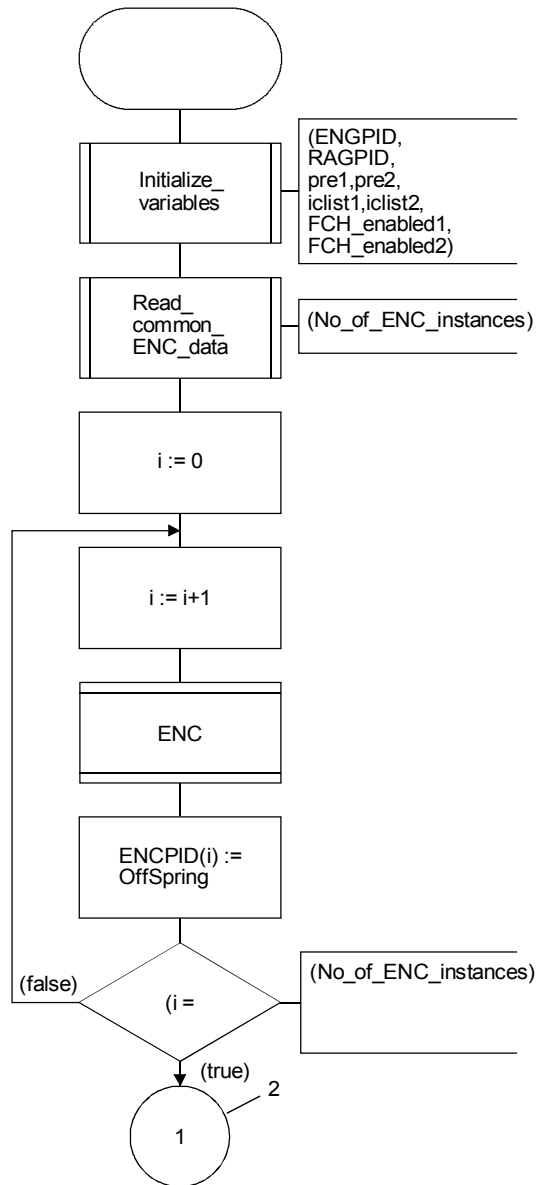 Initialize_
variables
(ENGPID,
RAGPID,
pre1,pre2,
iclist1,iclist2,
FCH_enabled1,
FCH_enabled2)
Read_
common_
ENC_data
(No_of_ENC_instances)
i := 0
i := i+1
ENC
ENCPID(i) :=
OffSpring
(false)
(i =
(No_of_ENC_instances)
(true)
2
1